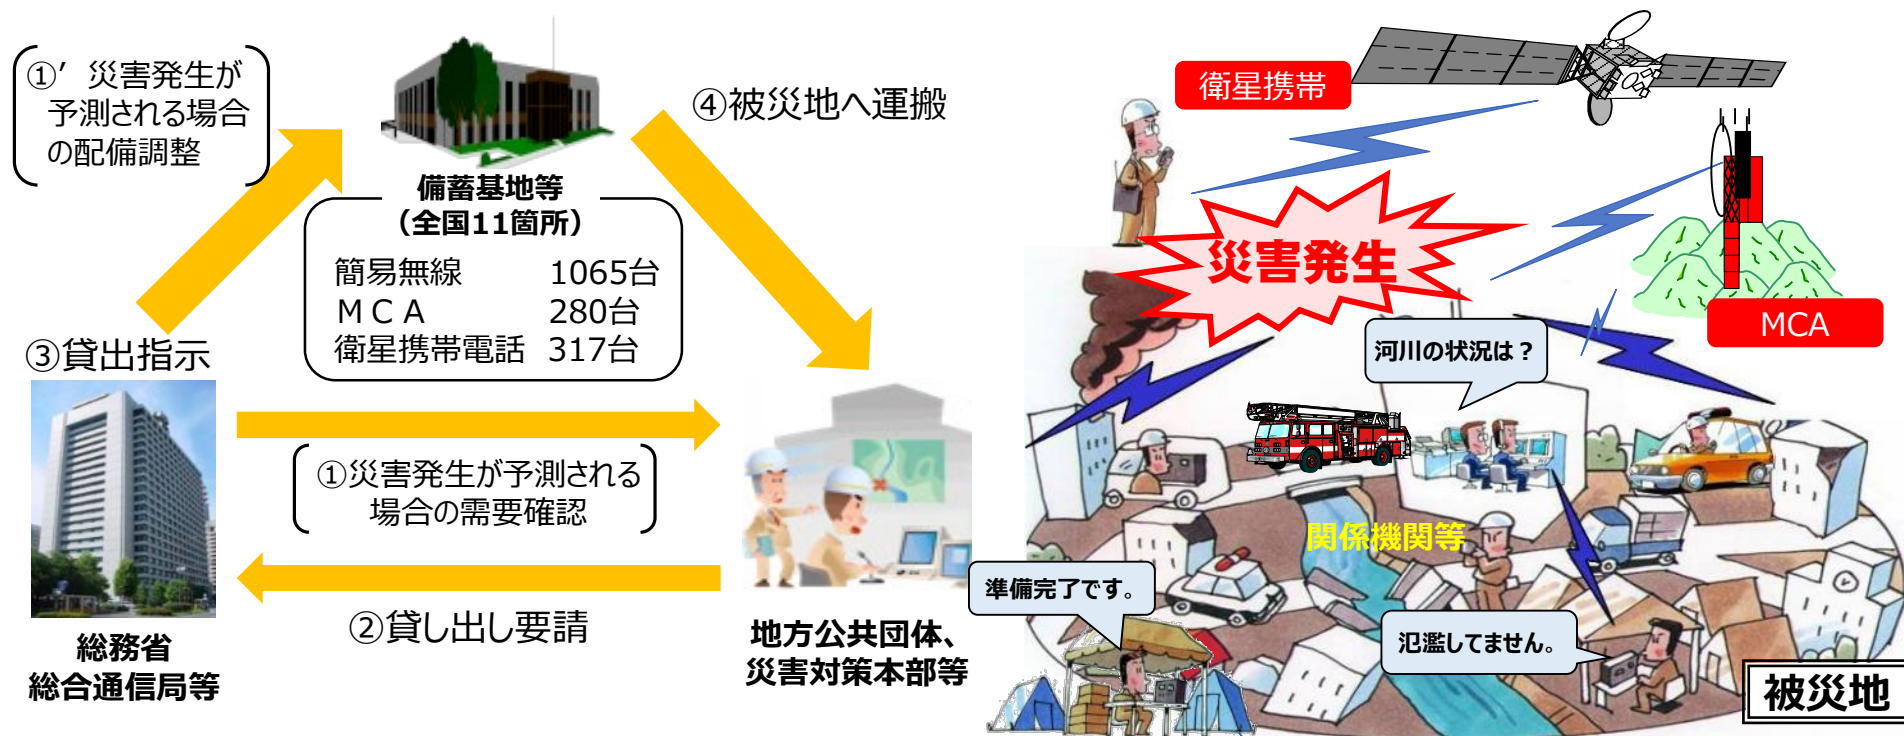 ①’災害発生が
予測される場合
の配備調整
④被災地へ運搬
備蓄基地等
（全国11箇所）
簡易無線 1065台
ＭＣＡ 280台
衛星携帯電話 317台
③貸出指示
①災害発生が予測される
場合の需要確認
②貸し出し要請
総務省
総合通信局等
地方公共団体、
災害対策本部等
衛星携帯
災害発生
MCA
河川の状況は？
関係機関等
準備完了です。
氾濫してません。
被災地